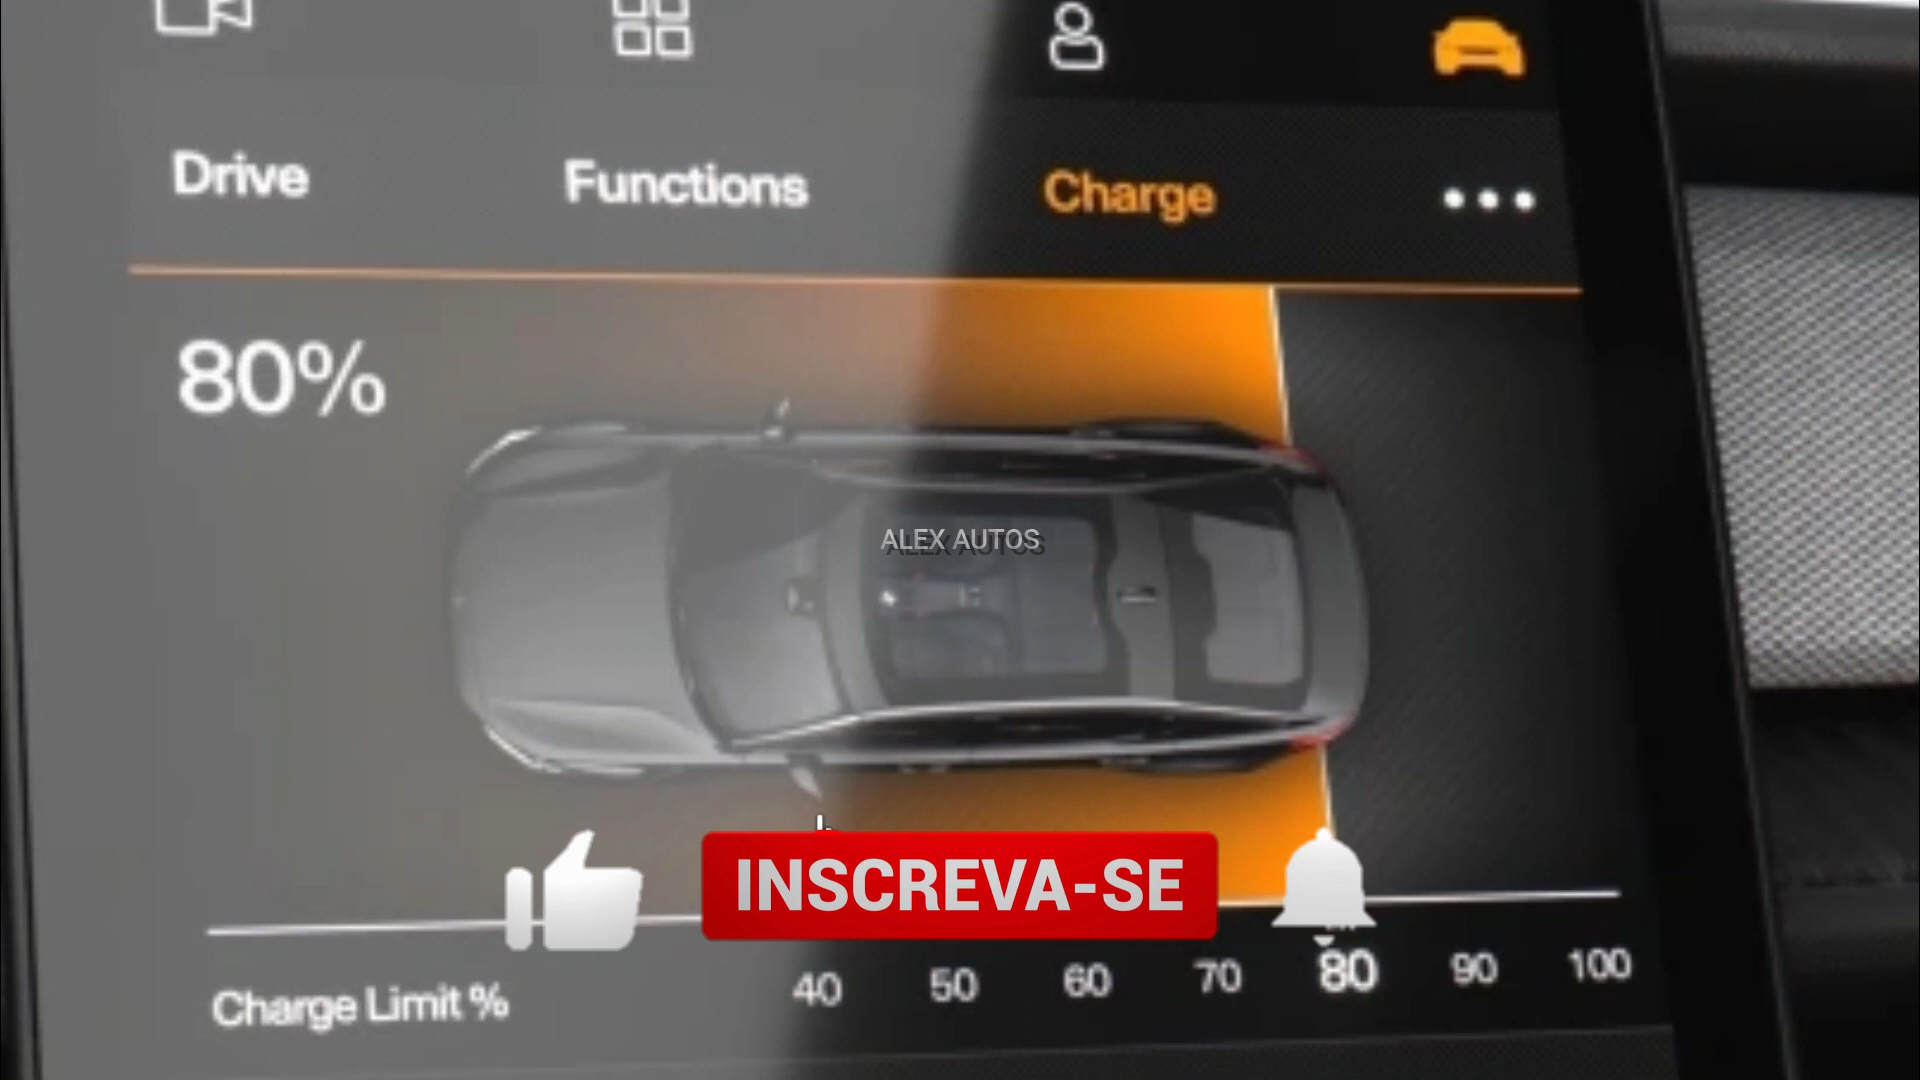 Drive
Functions
Charge
80%
ALEX AUTOS
INSCREVA-SE
Charge Limit %
40
50
60
70
80
90
100